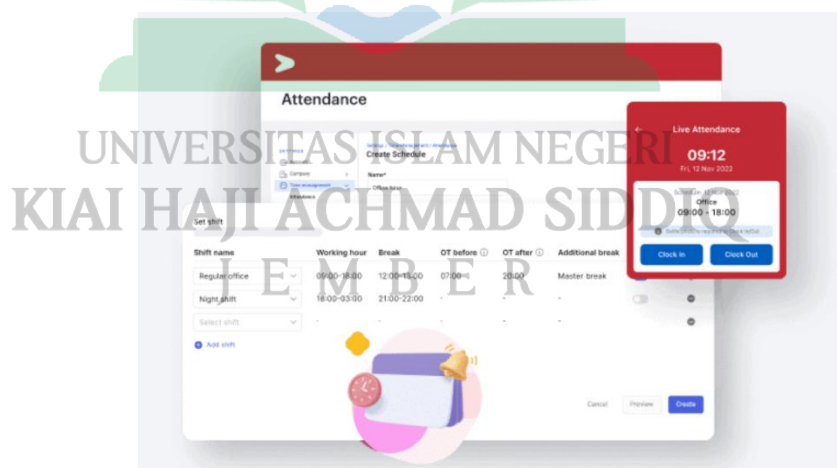 Attendance
UNIVERSITAS ISLAM NEGERI
KIAI HAJI ACHMAD SIDDIQ
JEMBER
Create Schedule
Company
Name*
Time management
Attendance
Live Attendance
09:12
Fri, 12 Nov 2022
Office
09:00 - 18:00
Clock In Clock Out
Set shift
Shift name Working hour Break OT before OT after Additional break
Regular office 09:00-18:00 12:00-13:00 07:00 20:00 Master break
Night shift 18:00-03:00 21:00-22:00 - - -
Select shift - - - - -
Add shift
Cancel Preview Create